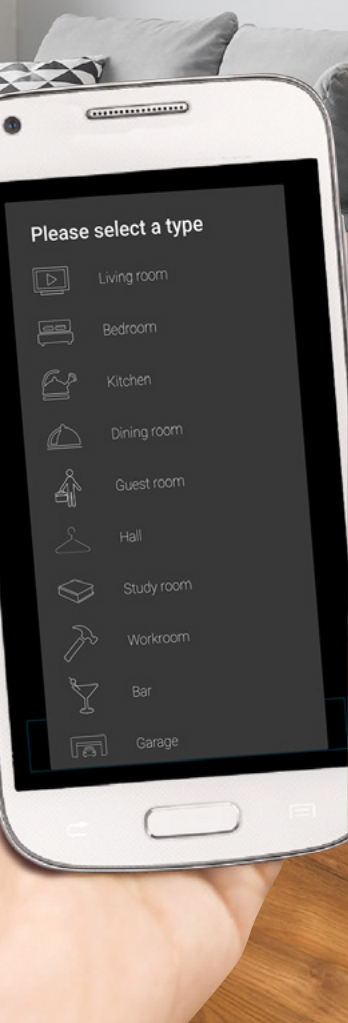 Please select a type
Living room
Bedroom
Kitchen
Dining room
Guest room
Hall
Study room
Workroom
Bar
Garage